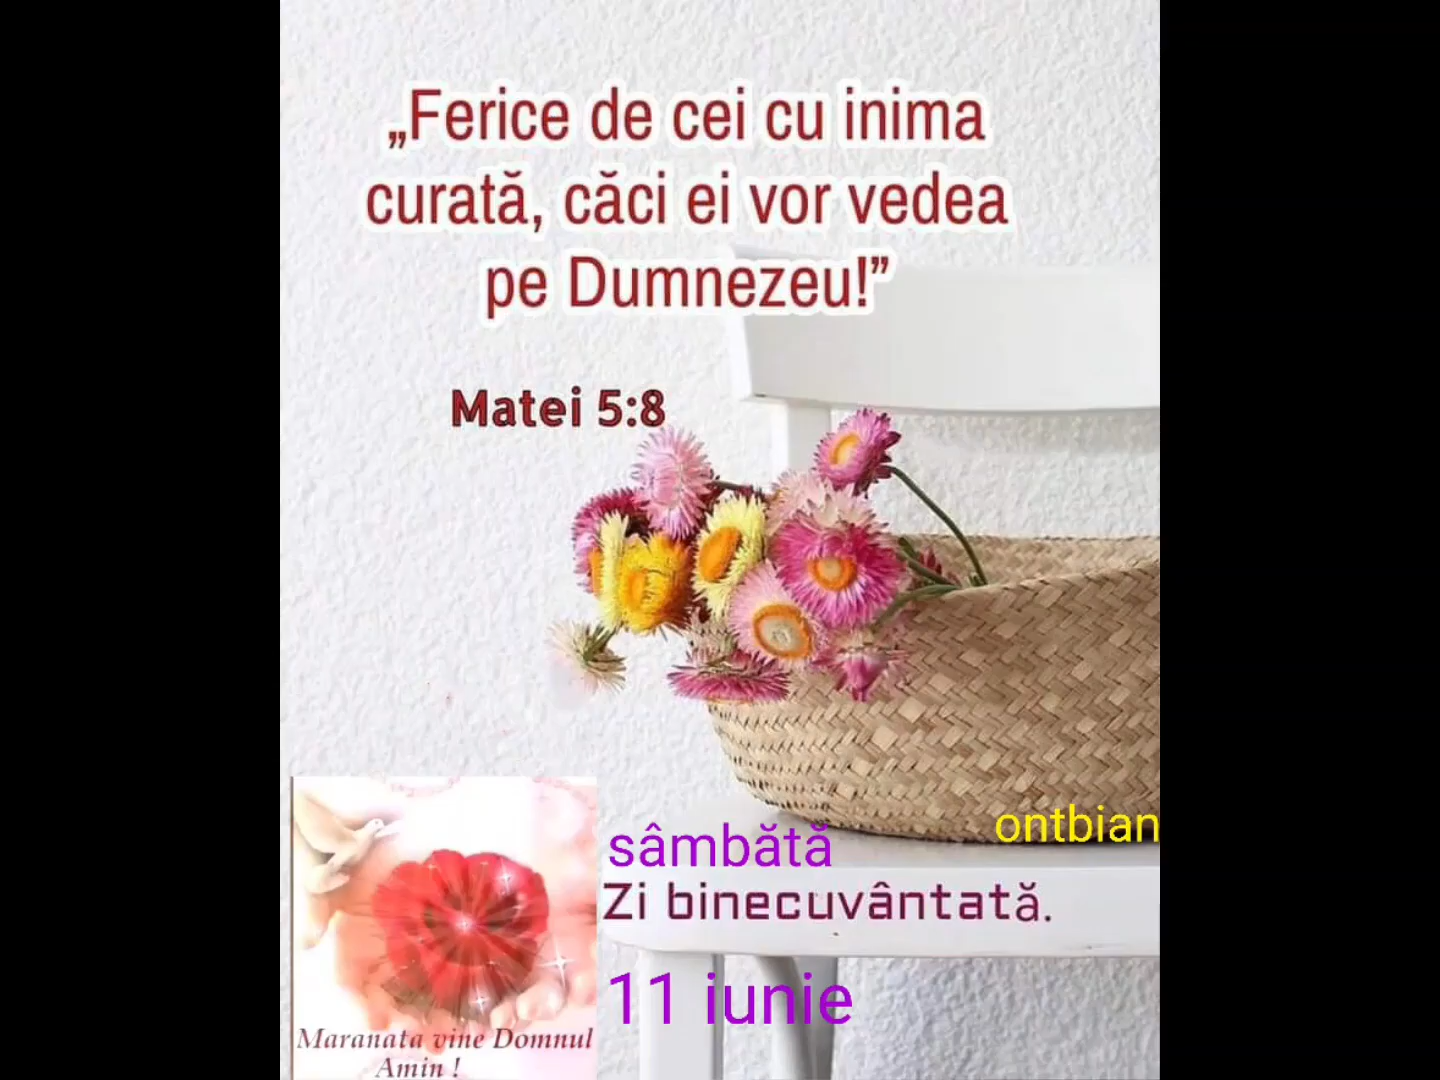 „Ferice de cei cu inima
curată, căci ei vor vedea
pe Dumnezeu!”
Matei 5:8
ontbian
sâmbătă
Zi binecuvântată.
11 iunie
Maranata vine Domnul
Amin !